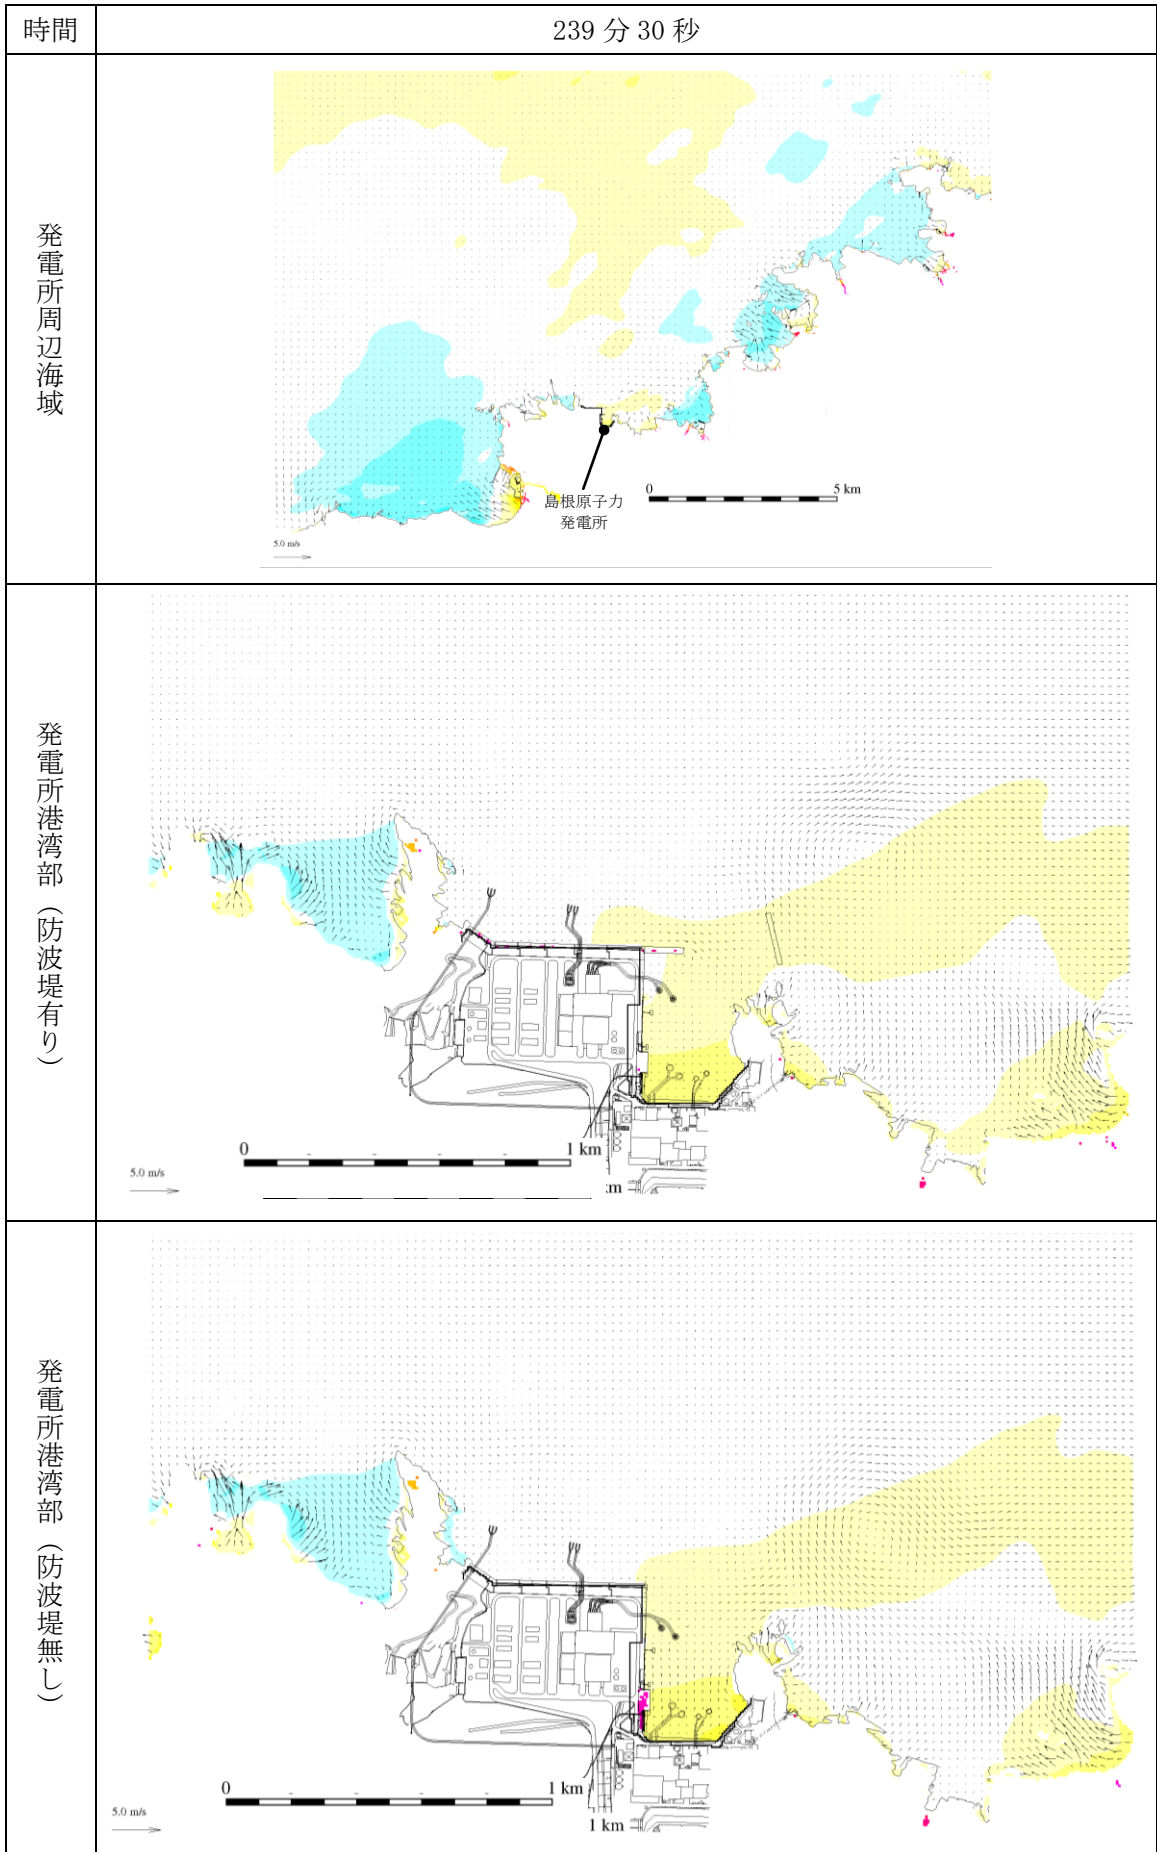 時間
239 分 30 秒
発電所周辺海域
島根原子力
発電所
0
5 km
5.0 m/s
発電所港湾部（防波堤有り）
0
1 km
5.0 m/s
km
発電所港湾部（防波堤無し）
0
1 km
5.0 m/s
1 km